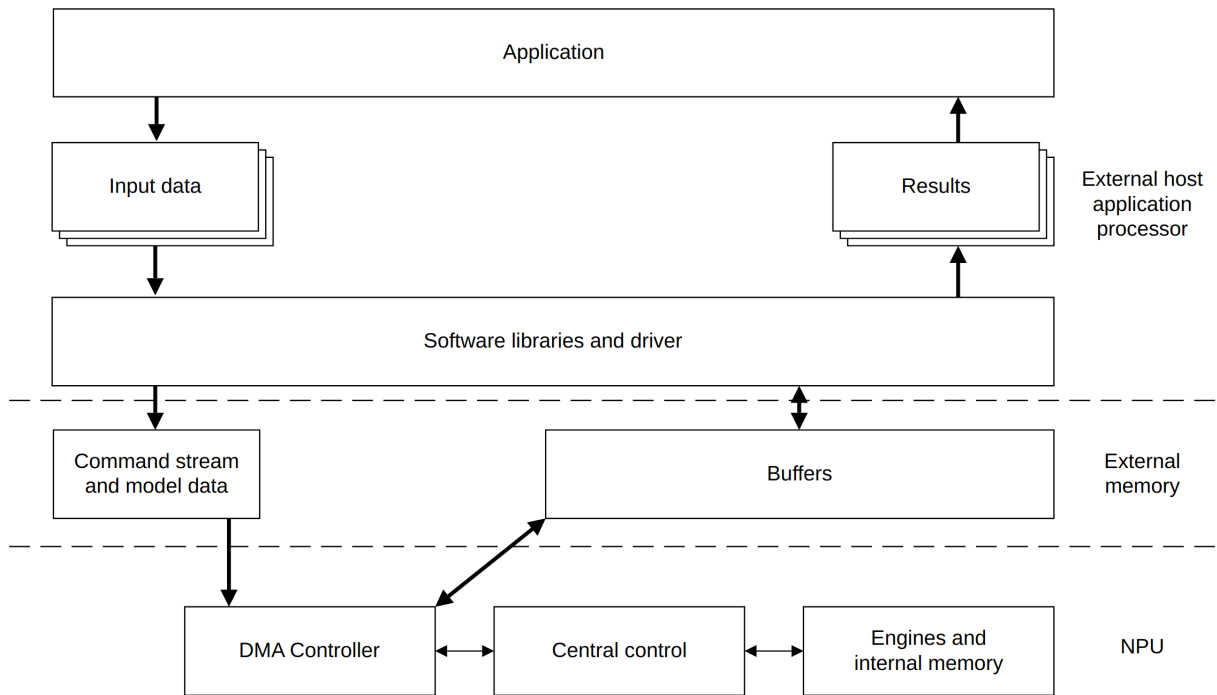 Application
Input data
Results
External host
application
processor
Software libraries and driver
Command stream
and model data
Buffers
External
memory
DMA Controller
Central control
Engines and
internal memory
NPU